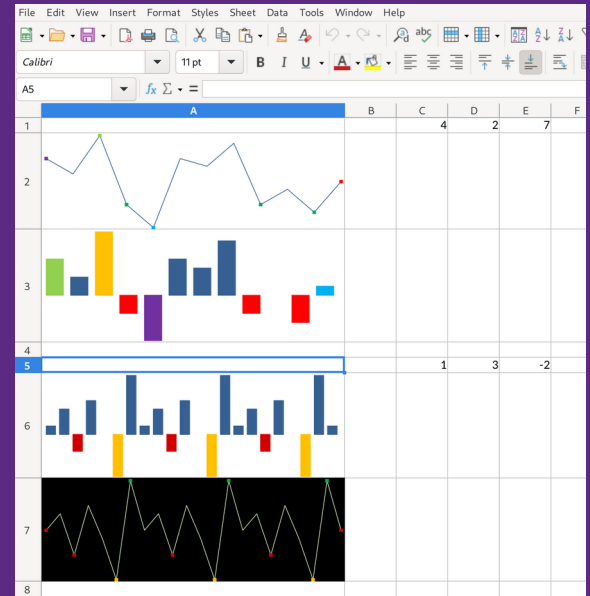 File Edit View Insert Format Styles Sheet Data Tools Window Help
Calibri 11 pt B I U A
A5 fx Σ =
A B C D E F
1 4 2 7
2
3
4
5 1 3 -2
6
7
8